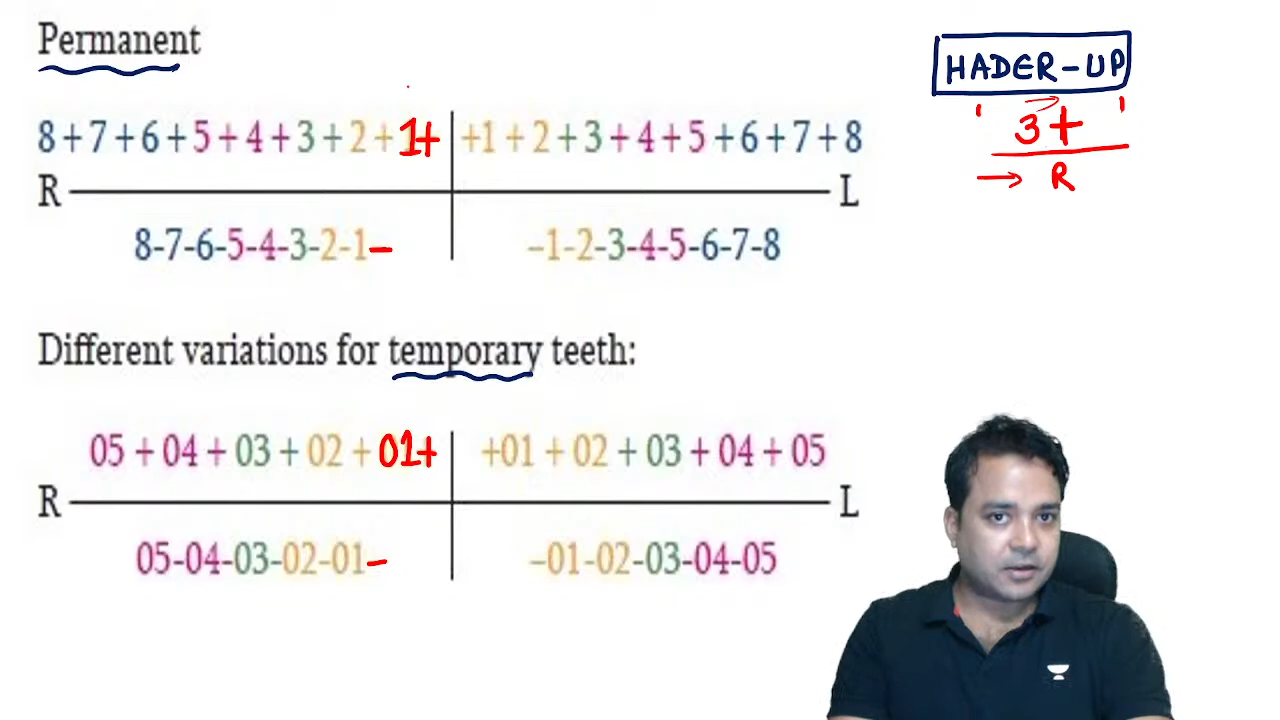 Permanent
HADER-UP
8+7+6+5+4+3+2+1+ +1+2+3+4+5+6+7+8
' 3+ '
R L
→ R
8-7-6-5-4-3-2-1- –1-2-3-4-5-6-7-8
Different variations for temporary teeth:
05+04+03+02+01+ +01+02+03+04+05
R L
05-04-03-02-01- –01-02-03-04-05